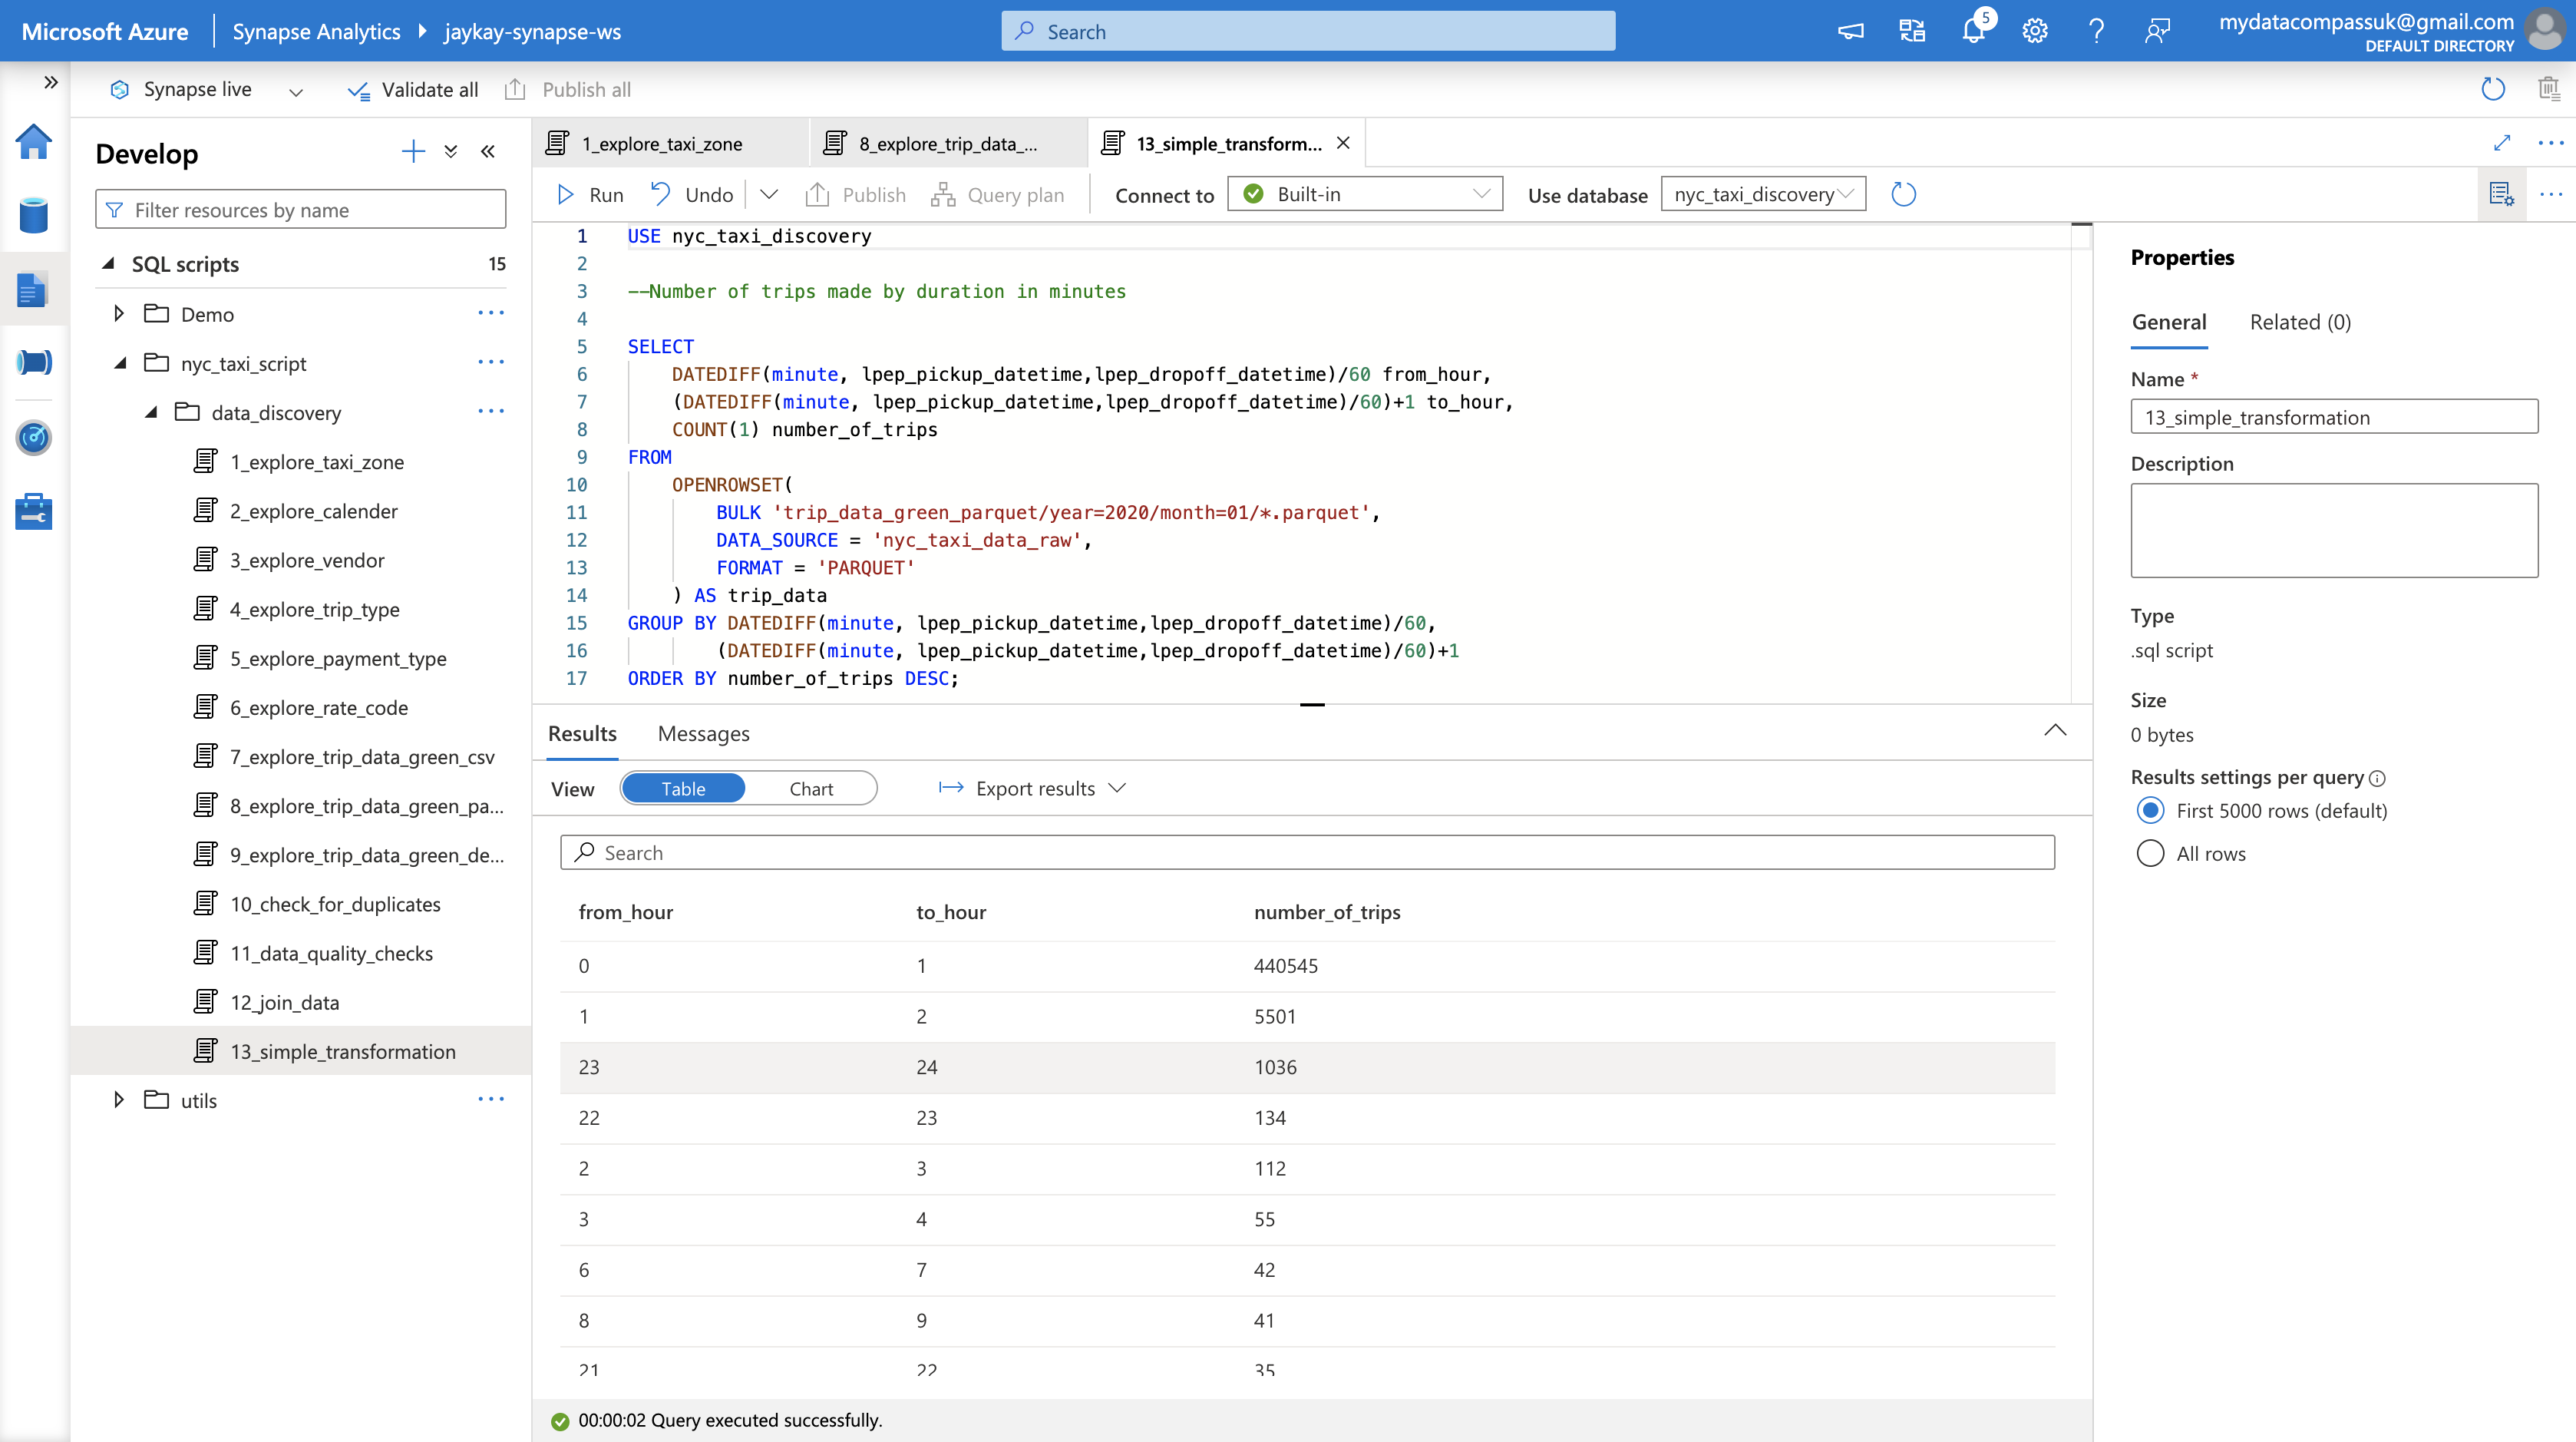 Microsoft Azure
Synapse Analytics
jaykay-synapse-ws
Search
5
mydatacompassuk@gmail.com
DEFAULT DIRECTORY
Synapse live
Validate all
Publish all
Develop
Filter resources by name
SQL scripts 15
Demo
nyc_taxi_script
data_discovery
1_explore_taxi_zone
2_explore_calender
3_explore_vendor
4_explore_trip_type
5_explore_payment_type
6_explore_rate_code
7_explore_trip_data_green_csv
8_explore_trip_data_green_pa...
9_explore_trip_data_green_de...
10_check_for_duplicates
11_data_quality_checks
12_join_data
13_simple_transformation
utils
1_explore_taxi_zone
8_explore_trip_data_...
13_simple_transform...
Run
Undo
Publish
Query plan
Connect to
Built-in
Use database
nyc_taxi_discovery
1 USE nyc_taxi_discovery
2
3 --Number of trips made by duration in minutes
4
5 SELECT
6 DATEDIFF(minute, lpep_pickup_datetime,lpep_dropoff_datetime)/60 from_hour,
7 (DATEDIFF(minute, lpep_pickup_datetime,lpep_dropoff_datetime)/60)+1 to_hour,
8 COUNT(1) number_of_trips
9 FROM
10 OPENROWSET(
11 BULK 'trip_data_green_parquet/year=2020/month=01/*.parquet',
12 DATA_SOURCE = 'nyc_taxi_data_raw',
13 FORMAT = 'PARQUET'
14 ) AS trip_data
15 GROUP BY DATEDIFF(minute, lpep_pickup_datetime,lpep_dropoff_datetime)/60,
16 (DATEDIFF(minute, lpep_pickup_datetime,lpep_dropoff_datetime)/60)+1
17 ORDER BY number_of_trips DESC;
Results
Messages
View
Table
Chart
Export results
Search
from_hour to_hour number_of_trips
0 1 440545
1 2 5501
23 24 1036
22 23 134
2 3 112
3 4 55
6 7 42
8 9 41
21 22 35
00:00:02 Query executed successfully.
Properties
General
Related (0)
Name *
13_simple_transformation
Description
Type
.sql script
Size
0 bytes
Results settings per query
First 5000 rows (default)
All rows